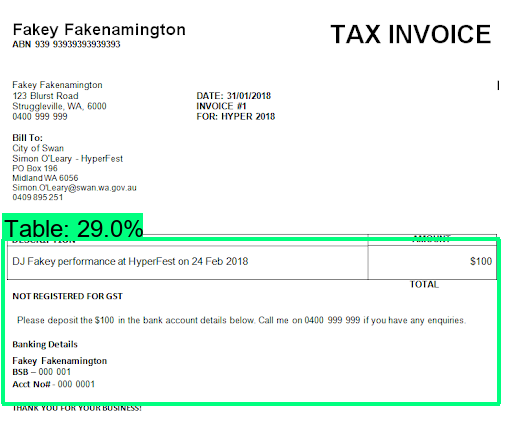 Fakey Fakenamington
TAX INVOICE
ABN 939 93939393939393
Fakey Fakenamington
123 Blurst Road
Struggleville, WA, 6000
0400 999 999
DATE: 31/01/2018
INVOICE #1
FOR: HYPER 2018
Bill To:
City of Swan
Simon O'Leary - HyperFest
PO Box 196
Midland WA 6056
Simon.O'Leary@swan.wa.gov.au
0409 895 251
Table: 29.0%
DESCRIPTION AMOUNT
DJ Fakey performance at HyperFest on 24 Feb 2018 $100
TOTAL
NOT REGISTERED FOR GST
Please deposit the $100 in the bank account details below. Call me on 0400 999 999 if you have any enquiries.
Banking Details
Fakey Fakenamington
BSB – 000 001
Acct No# - 000 0001
THANK YOU FOR YOUR BUSINESS!